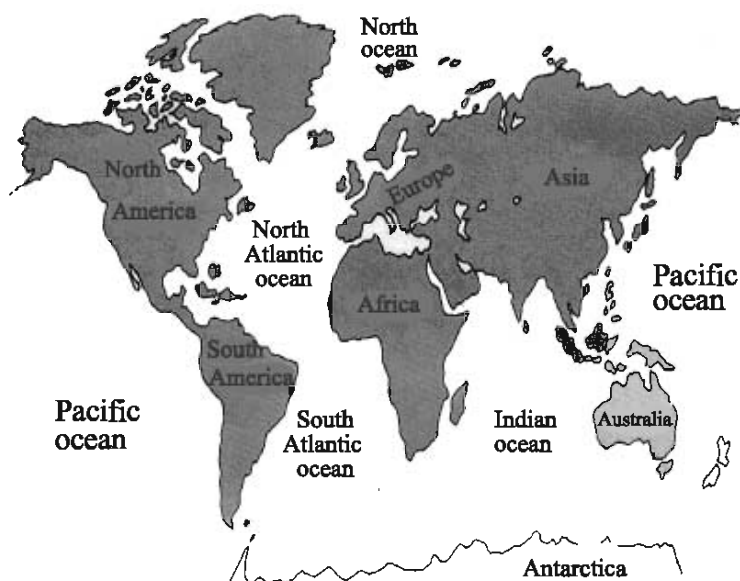 North
ocean
North
America
Europe
Asia
North
Atlantic
ocean
Pacific
ocean
Africa
South
America
Pacific
ocean
South
Atlantic
ocean
Indian
ocean
Australia
Antarctica